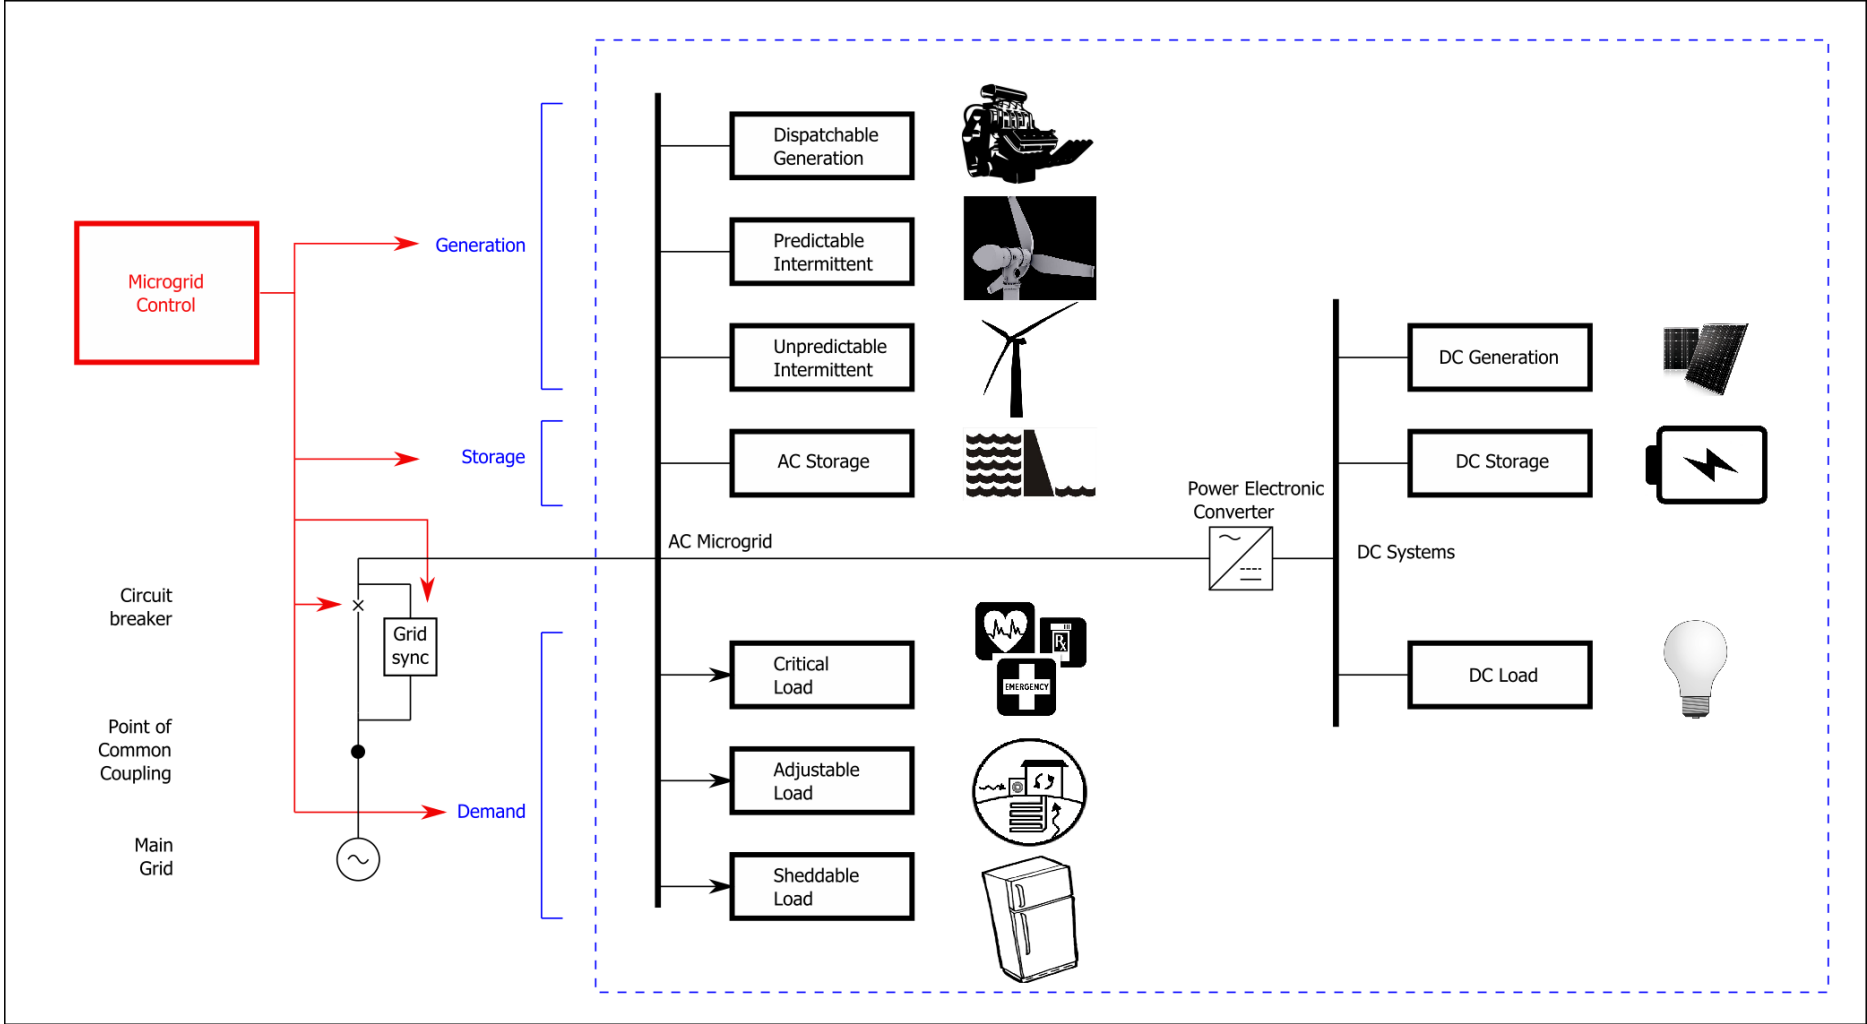 Dispatchable
Generation
Predictable
Intermittent
Unpredictable
Intermittent
AC Storage
Generation
Storage
Microgrid
Control
DC Generation
DC Storage
Power Electronic
Converter
AC Microgrid
DC Systems
Circuit
breaker
Grid
sync
Point of
Common
Coupling
Main
Grid
Demand
Critical
Load
Rx
EMERGENCY
Adjustable
Load
Sheddable
Load
DC Load